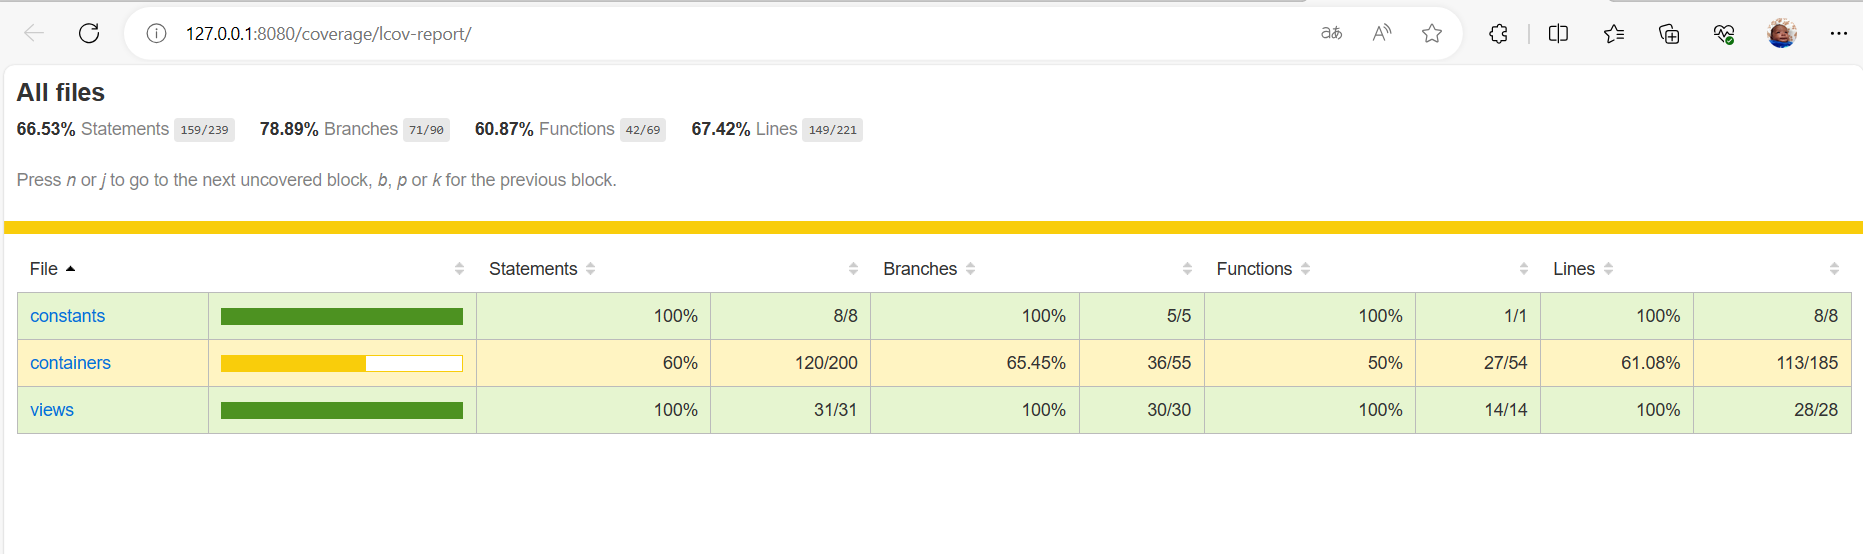 127.0.0.1:8080/coverage/lcov-report/
All files
66.53% Statements 159/239 78.89% Branches 71/90 60.87% Functions 42/69 67.42% Lines 149/221
Press n or j to go to the next uncovered block, b, p or k for the previous block.
File Statements Branches Functions Lines
constants 100% 8/8 100% 5/5 100% 1/1 100% 8/8
containers 60% 120/200 65.45% 36/55 50% 27/54 61.08% 113/185
views 100% 31/31 100% 30/30 100% 14/14 100% 28/28